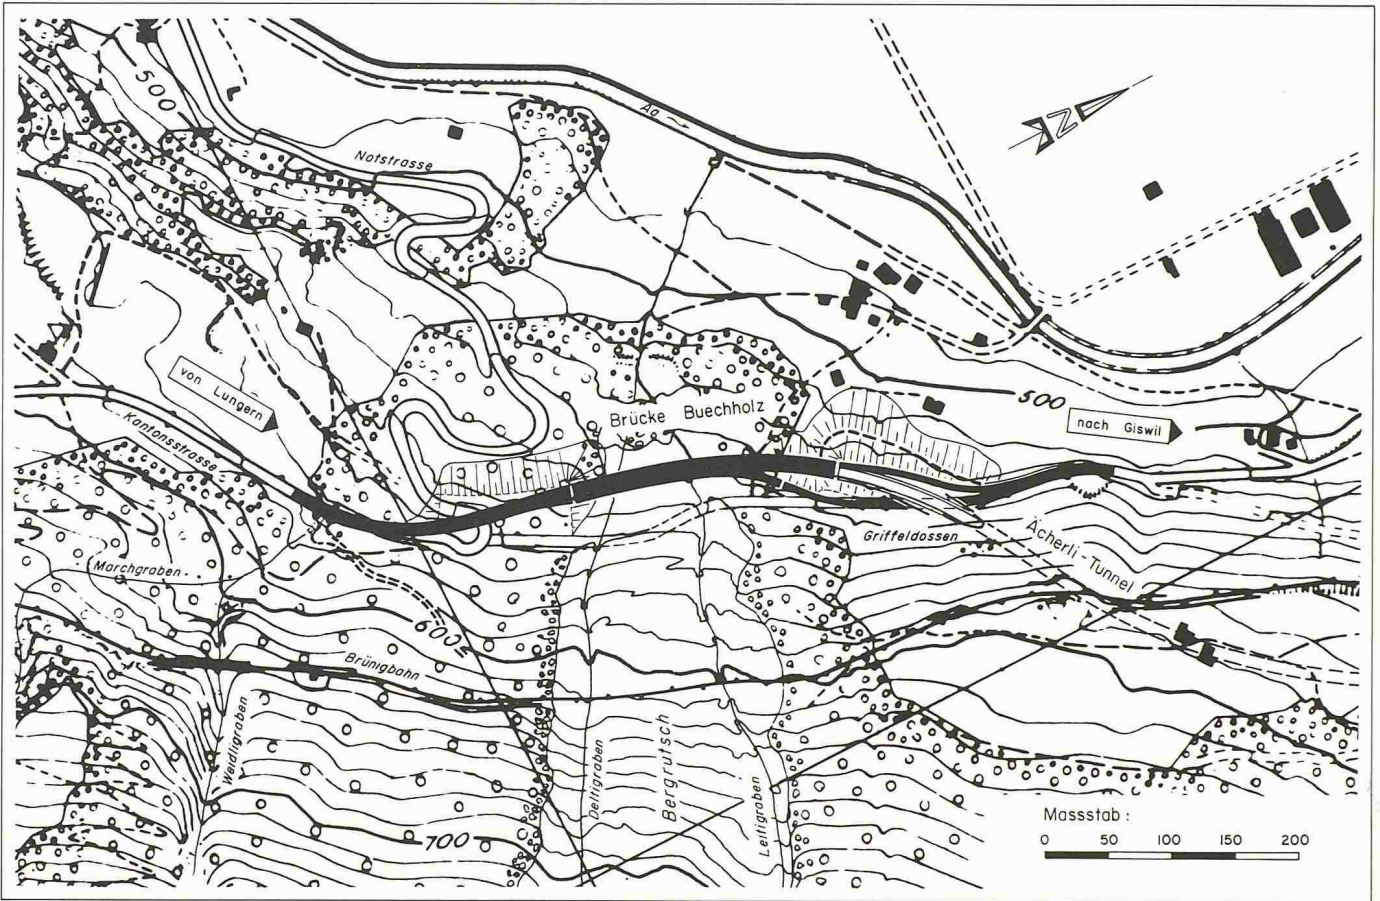 500
Aa
N
Notstrasse
von Lungern
Brücke Buechholz
500
nach Giswil
Kantonsstrasse
Griffeldossen
Ächerli-Tunnel
Marchgraben
600
Brünigbahn
Weidligraben
Deltigraben
Bergrutsch
Leitigraben
700
Massstab :
0 50 100 150 200